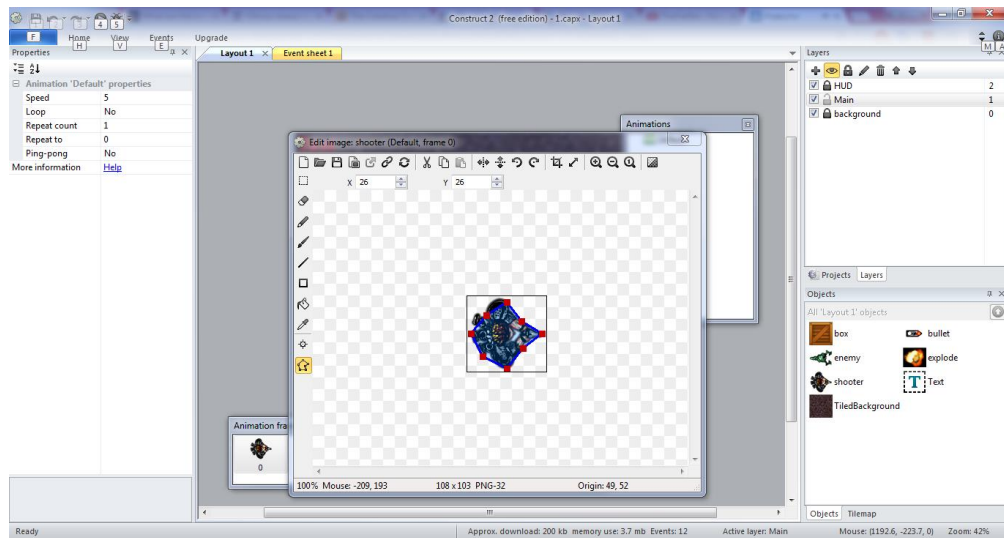 Construct 2 (free edition) - 1.capx - Layout 1
4 5
F Home View Events Upgrade
H V E M
Properties
Layout 1 Event sheet 1
Layers
Animation 'Default' properties
Speed 5
Loop No
Repeat count 1
Repeat to 0
Ping-pong No
More information Help
HUD 2
Main 1
background 0
Animations
Edit image: shooter (Default, frame 0)
X 26 Y 26
Projects Layers
Objects
All 'Layout 1' objects
box bullet
enemy explode
shooter T Text
TiledBackground
Animation fra
0
100% Mouse: -209, 193 108 x 103 PNG-32 Origin: 49, 52
Objects Tilemap
Ready Approx. download: 200 kb memory use: 3.7 mb Events: 12 Active layer: Main Mouse: (1192.6, -223.7, 0) Zoom: 42%